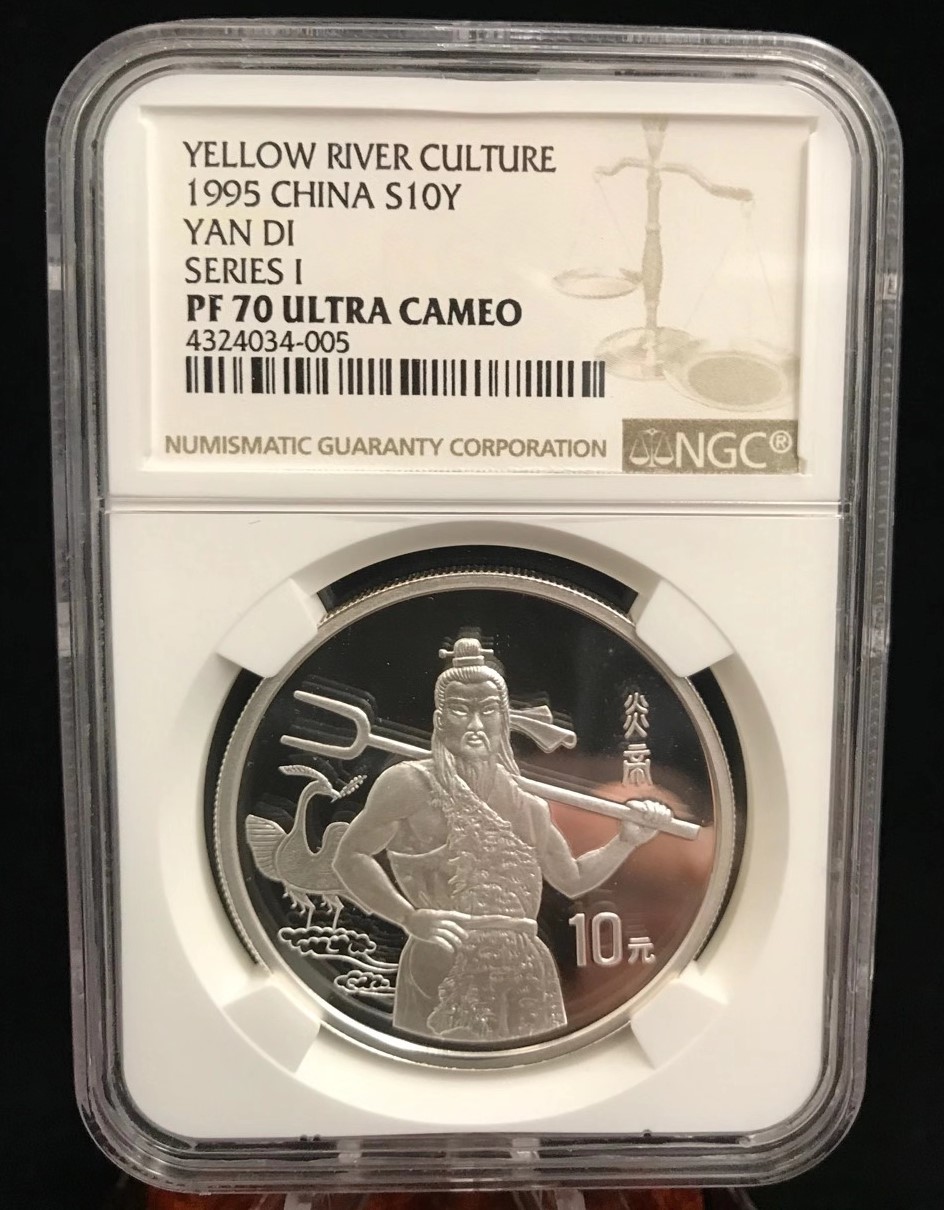 YELLOW RIVER CULTURE
1995 CHINA S10Y
YAN DI
SERIES I
PF 70 ULTRA CAMEO
4324034-005
NUMISMATIC GUARANTY CORPORATION
NGC®
炎帝
10元